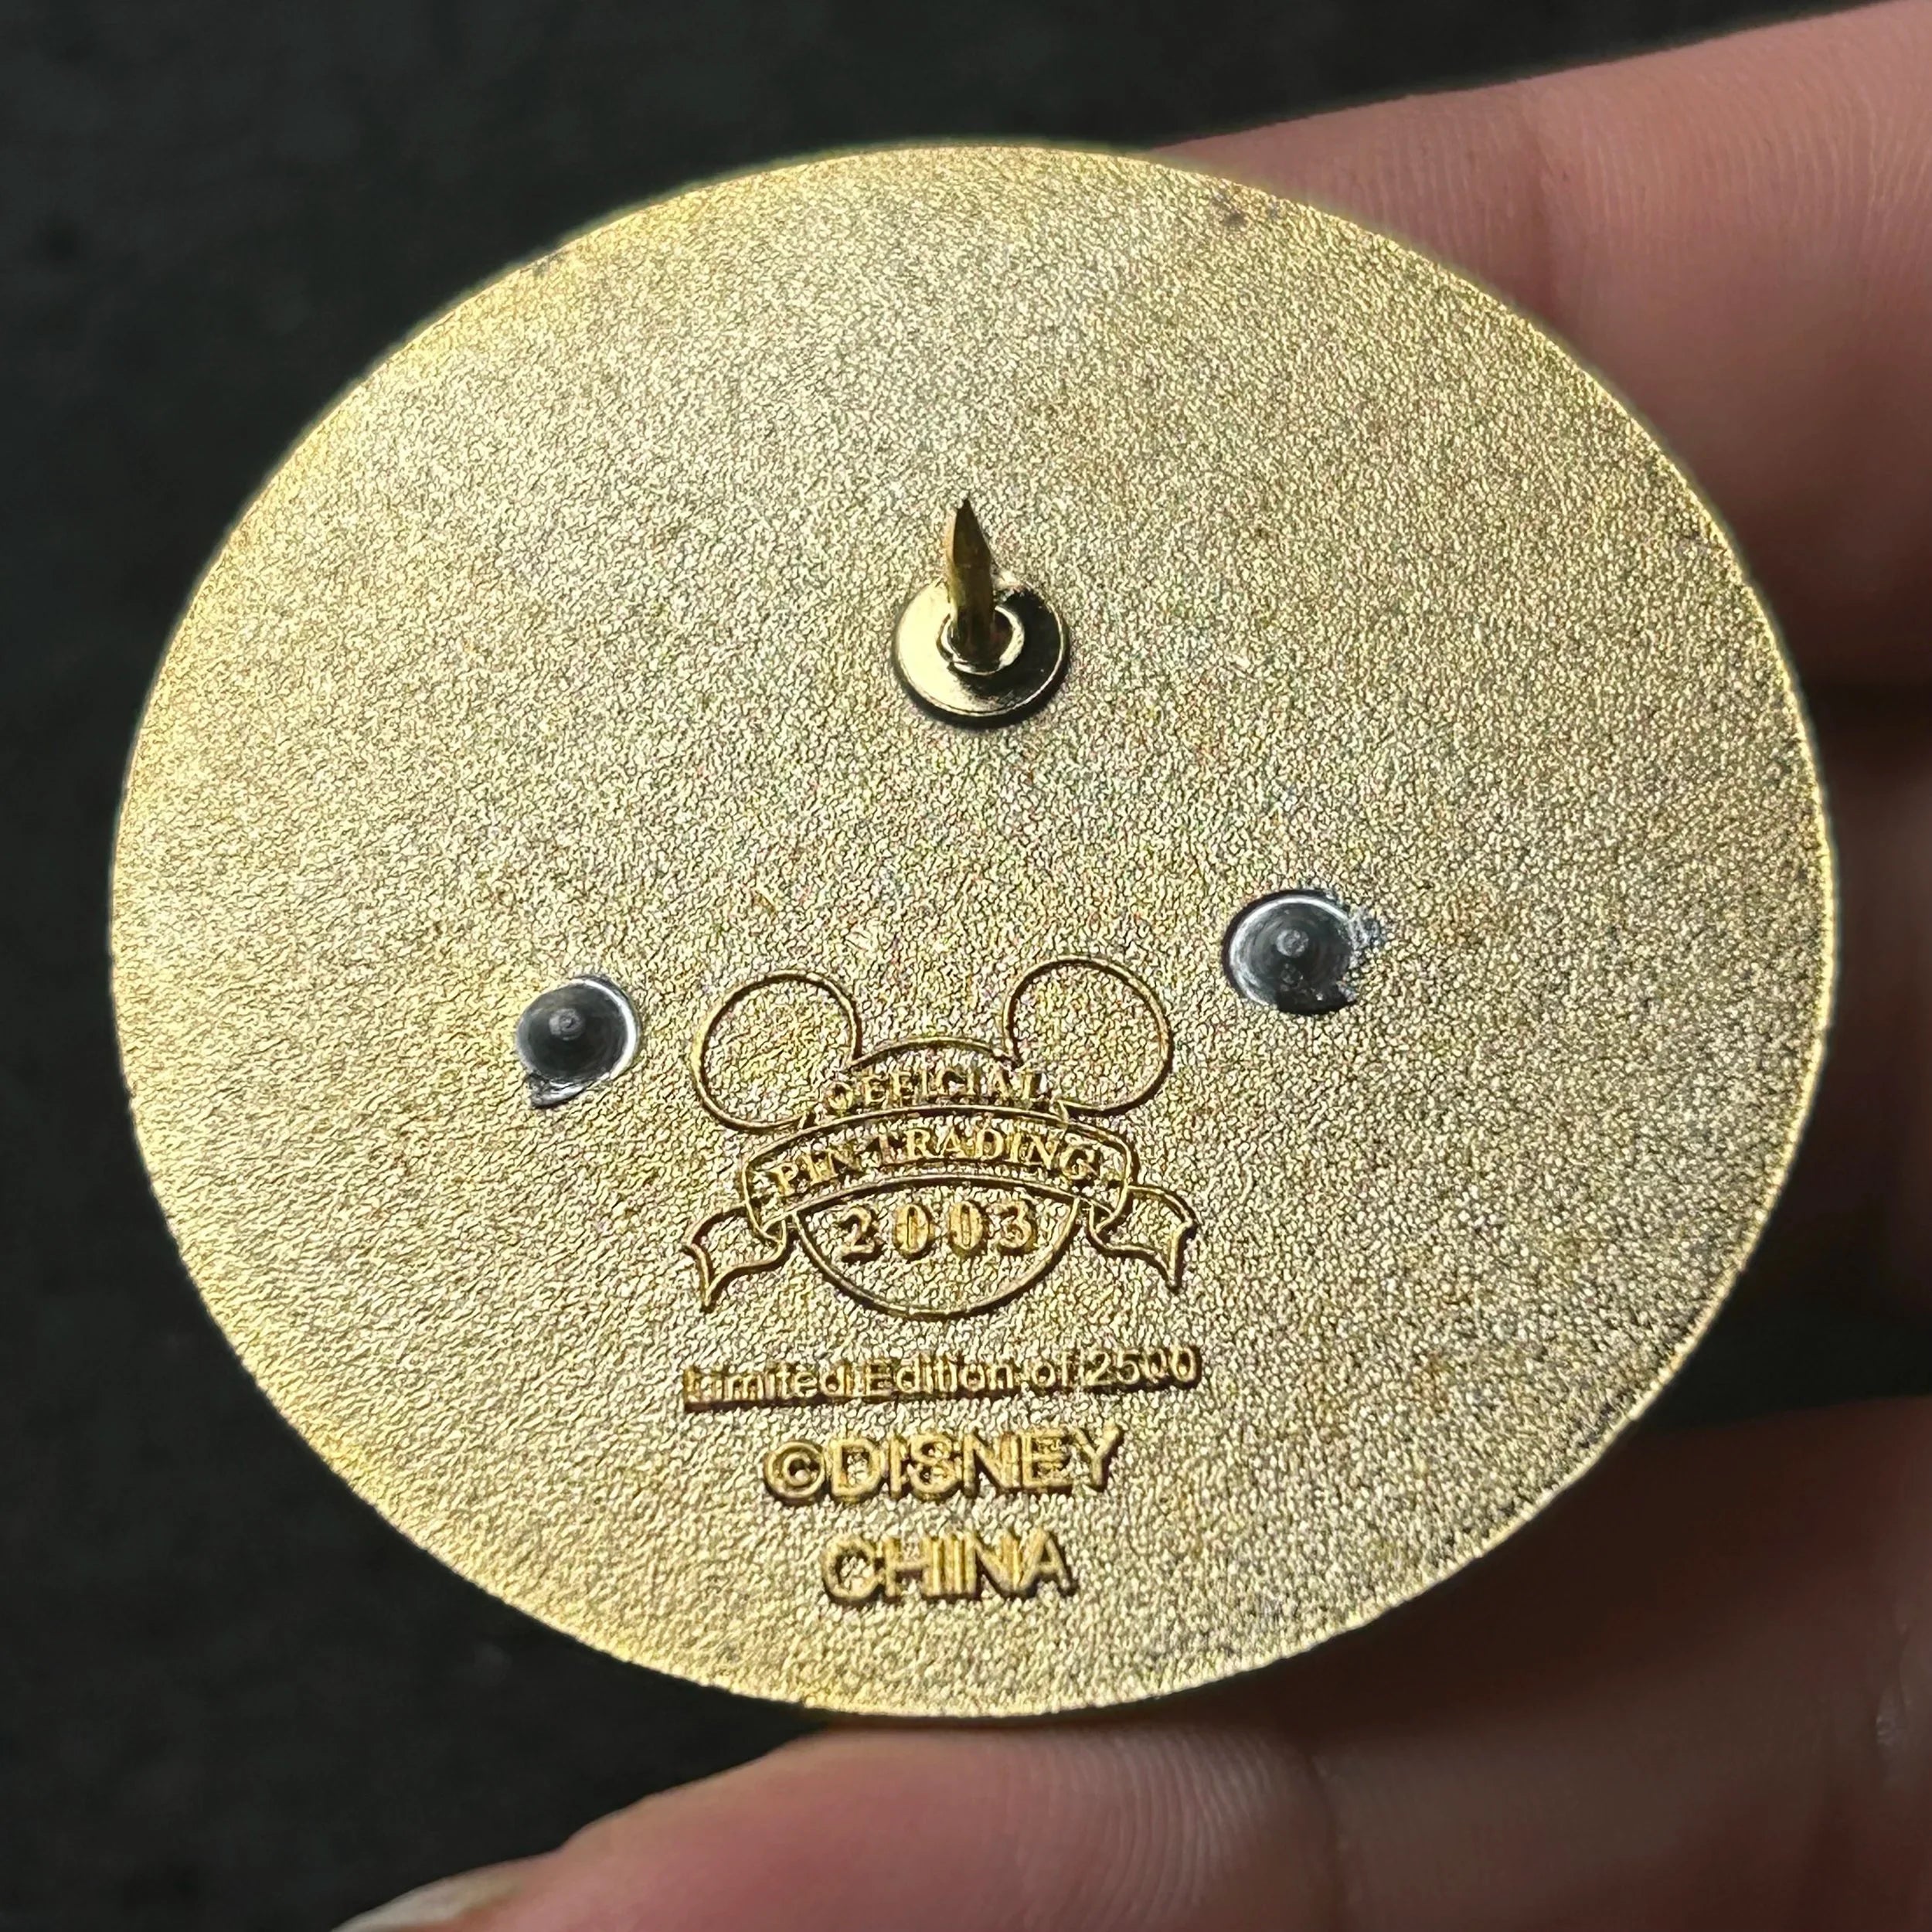 OFFICIAL
PIN TRADING
2003
Limited Edition of 2500
©DISNEY
CHINA